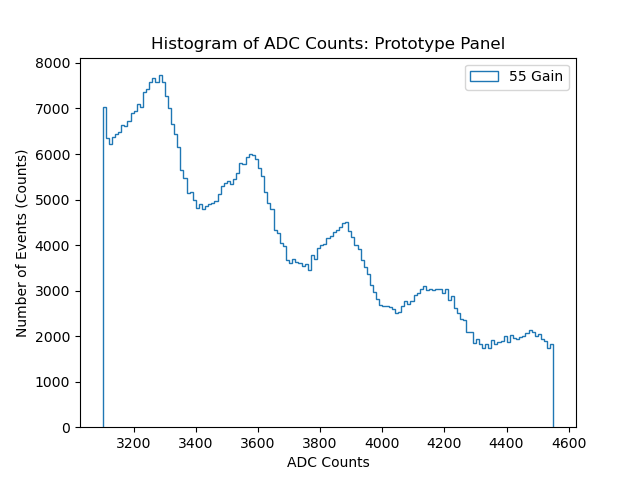 Histogram of ADC Counts: Prototype Panel
55 Gain
8000
7000
6000
5000
4000
3000
2000
1000
0
Number of Events (Counts)
3200 3400 3600 3800 4000 4200 4400 4600
ADC Counts